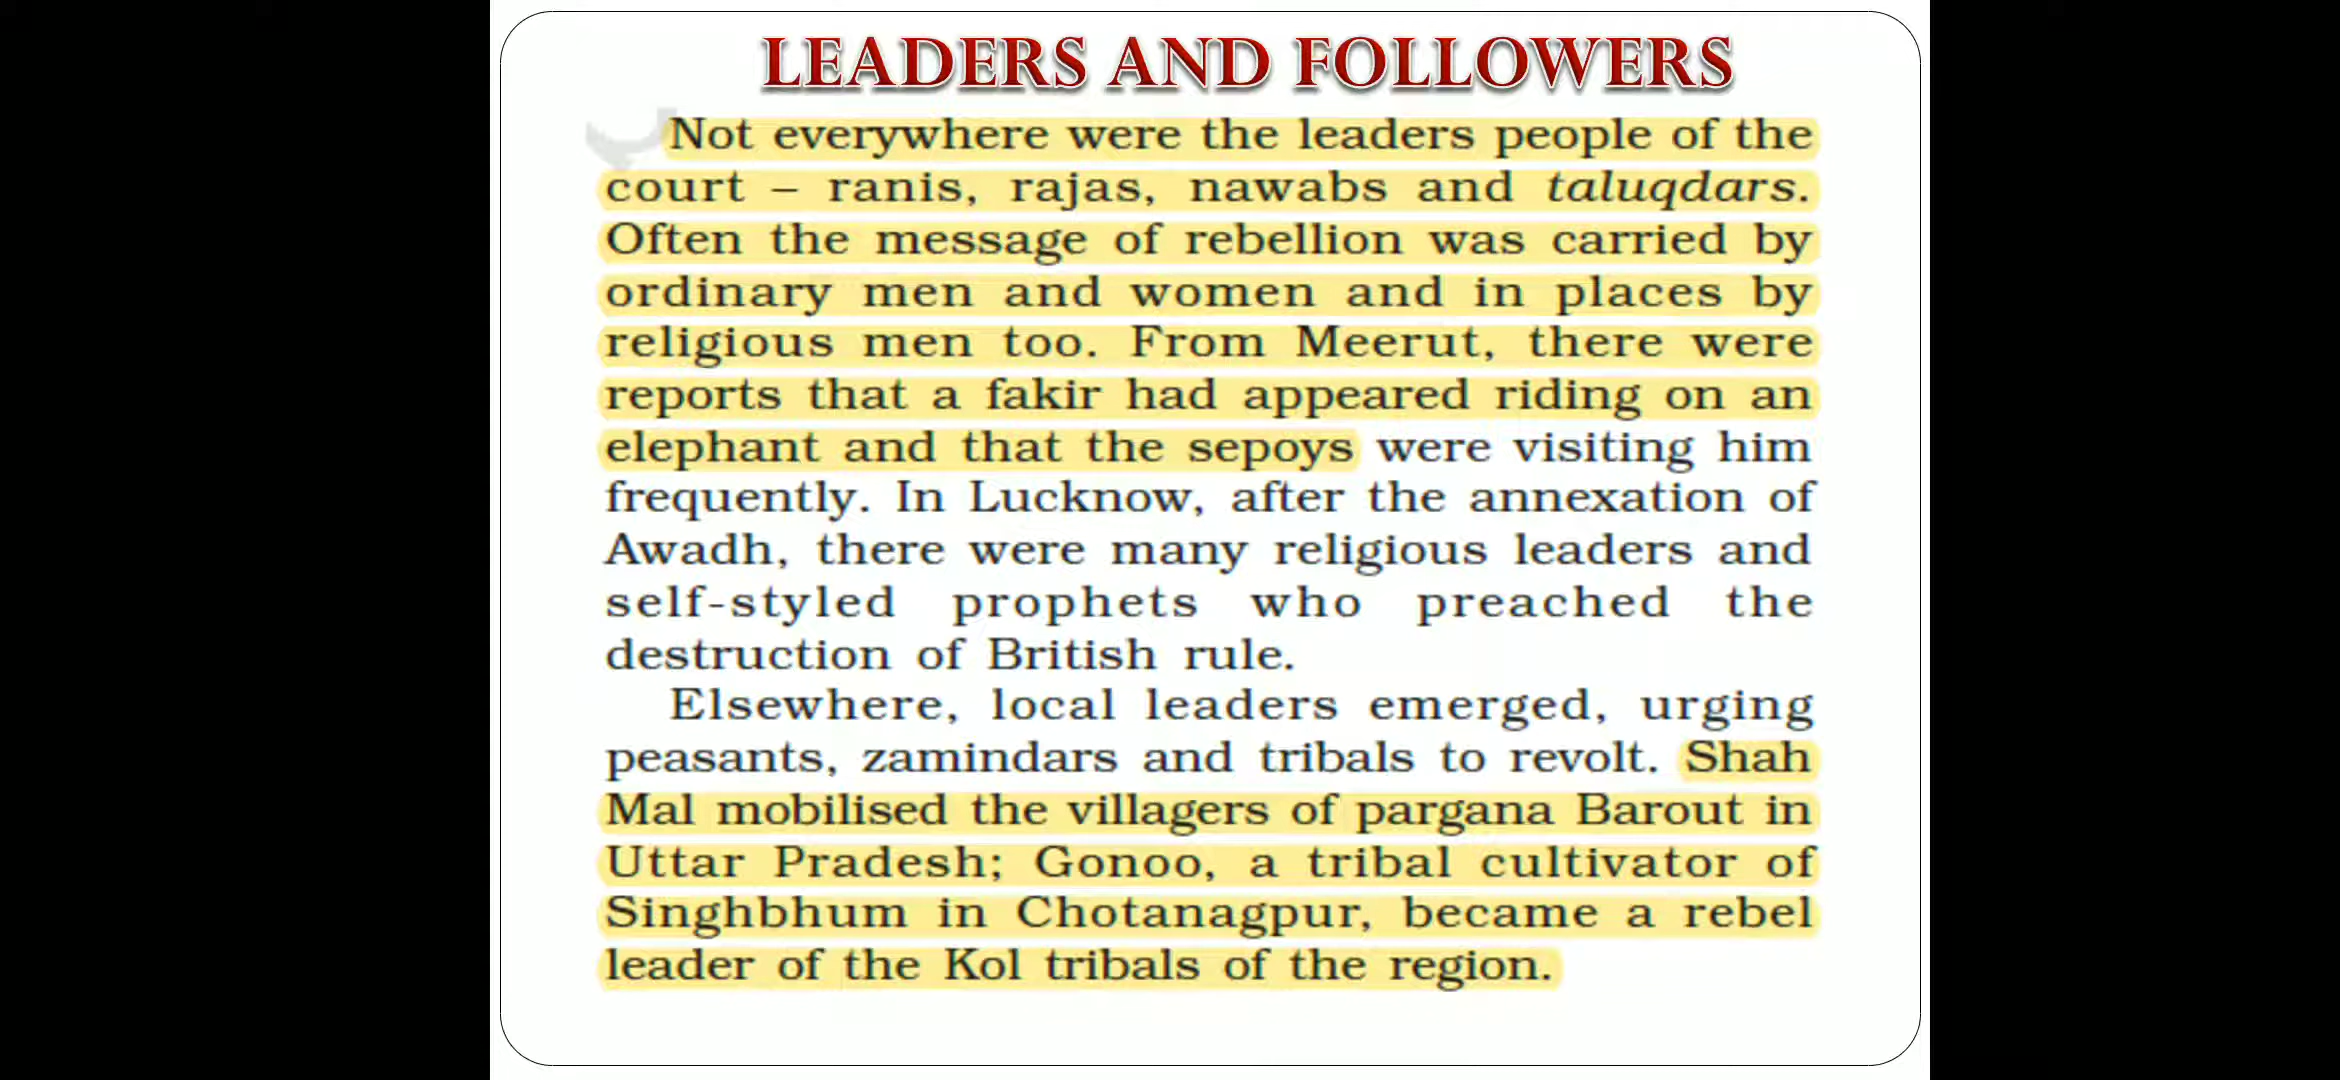 LEADERS AND FOLLOWERS
Not everywhere were the leaders people of the
court – ranis, rajas, nawabs and taluqdars.
Often the message of rebellion was carried by
ordinary men and women and in places by
religious men too. From Meerut, there were
reports that a fakir had appeared riding on an
elephant and that the sepoys were visiting him
frequently. In Lucknow, after the annexation of
Awadh, there were many religious leaders and
self-styled prophets who preached the
destruction of British rule.
Elsewhere, local leaders emerged, urging
peasants, zamindars and tribals to revolt. Shah
Mal mobilised the villagers of pargana Barout in
Uttar Pradesh; Gonoo, a tribal cultivator of
Singhbhum in Chotanagpur, became a rebel
leader of the Kol tribals of the region.